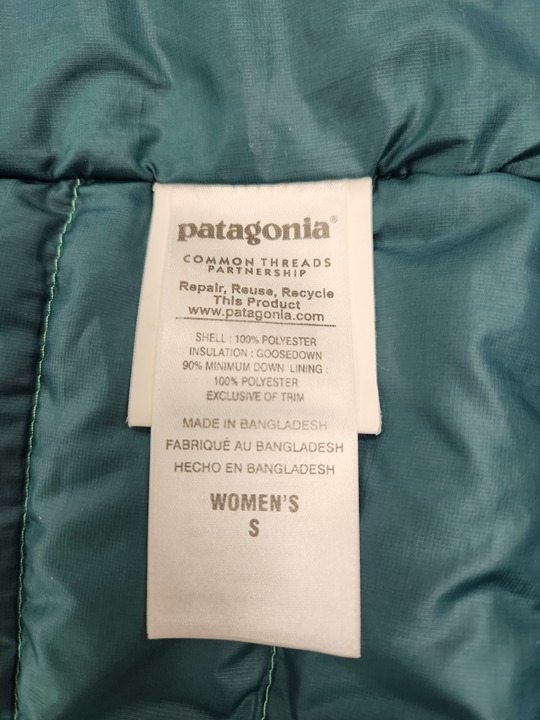 patagonia®
COMMON THREADS
PARTNERSHIP
Repair, Reuse, Recycle
This Product
www.patagonia.com
SHELL : 100% POLYESTER
INSULATION : GOOSEDOWN
90% MINIMUM DOWN LINING :
100% POLYESTER
EXCLUSIVE OF TRIM
MADE IN BANGLADESH
FABRIQUÉ AU BANGLADESH
HECHO EN BANGLADESH
WOMEN'S
S